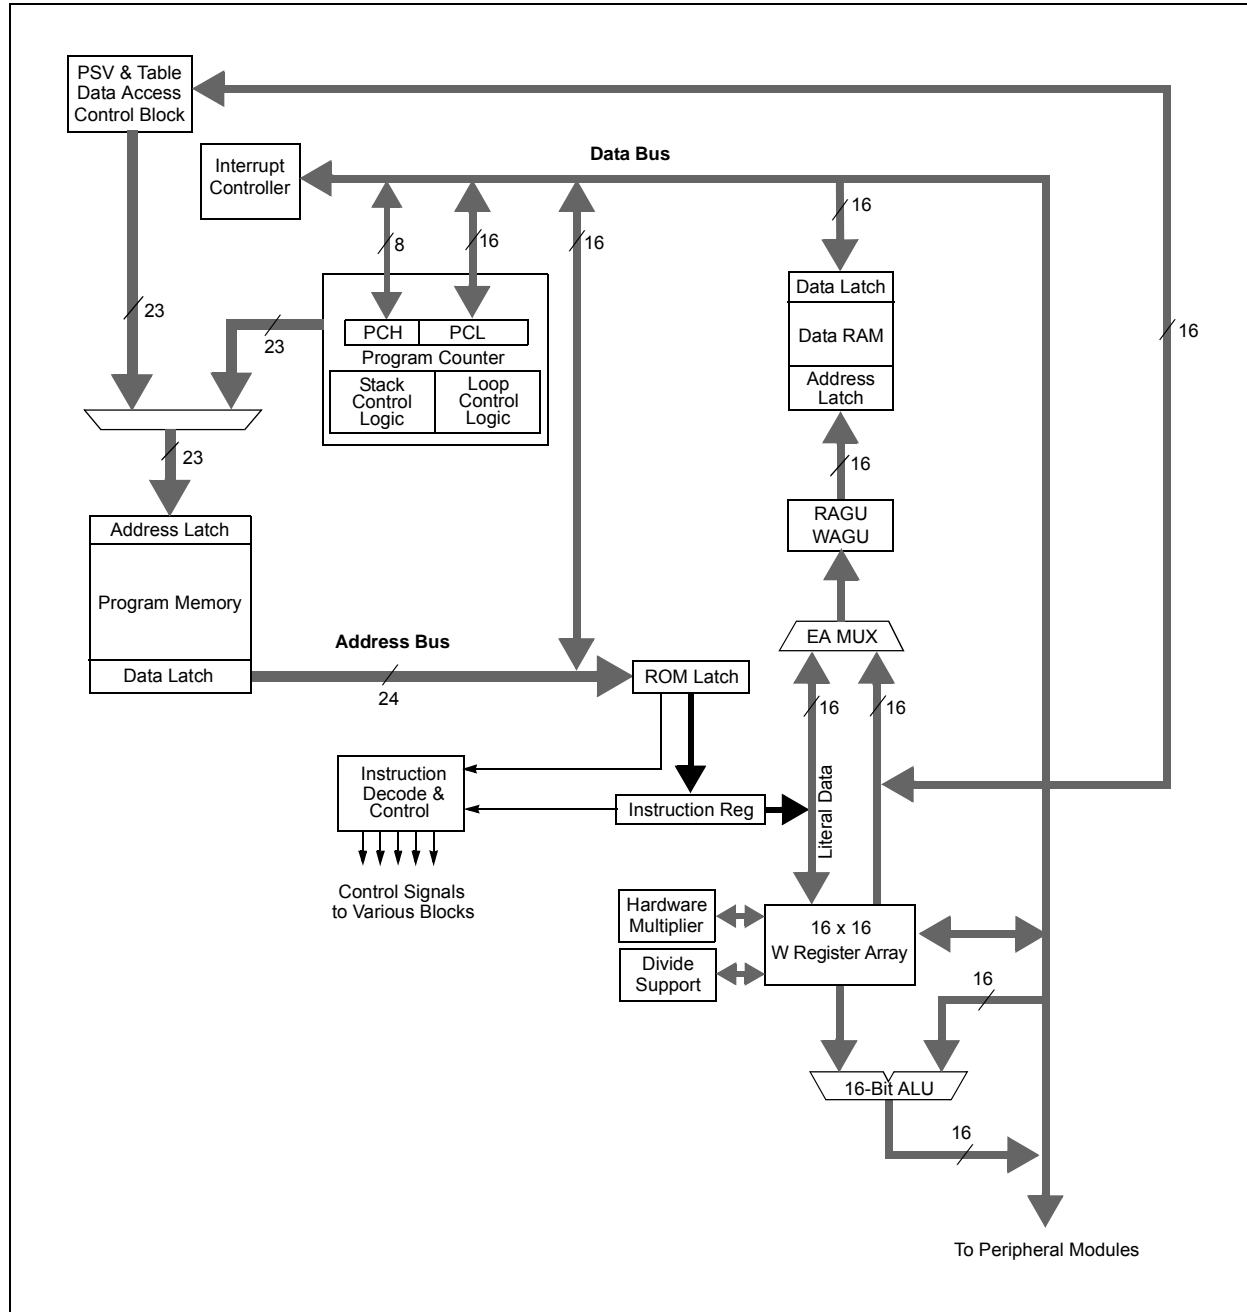 PSV & Table
Data Access
Control Block
Interrupt
Controller
Data Bus
16
8
16
16
23
23
16
PCH
PCL
Program Counter
Stack
Control
Logic
Loop
Control
Logic
Data Latch
Data RAM
Address
Latch
23
16
RAGU
WAGU
Address Latch
Program Memory
Data Latch
Address Bus
24
EA MUX
ROM Latch
16
16
Instruction
Decode &
Control
Instruction Reg
Literal Data
Control Signals
to Various Blocks
Hardware
Multiplier
Divide
Support
16 x 16
W Register Array
16
16-Bit ALU
16
To Peripheral Modules